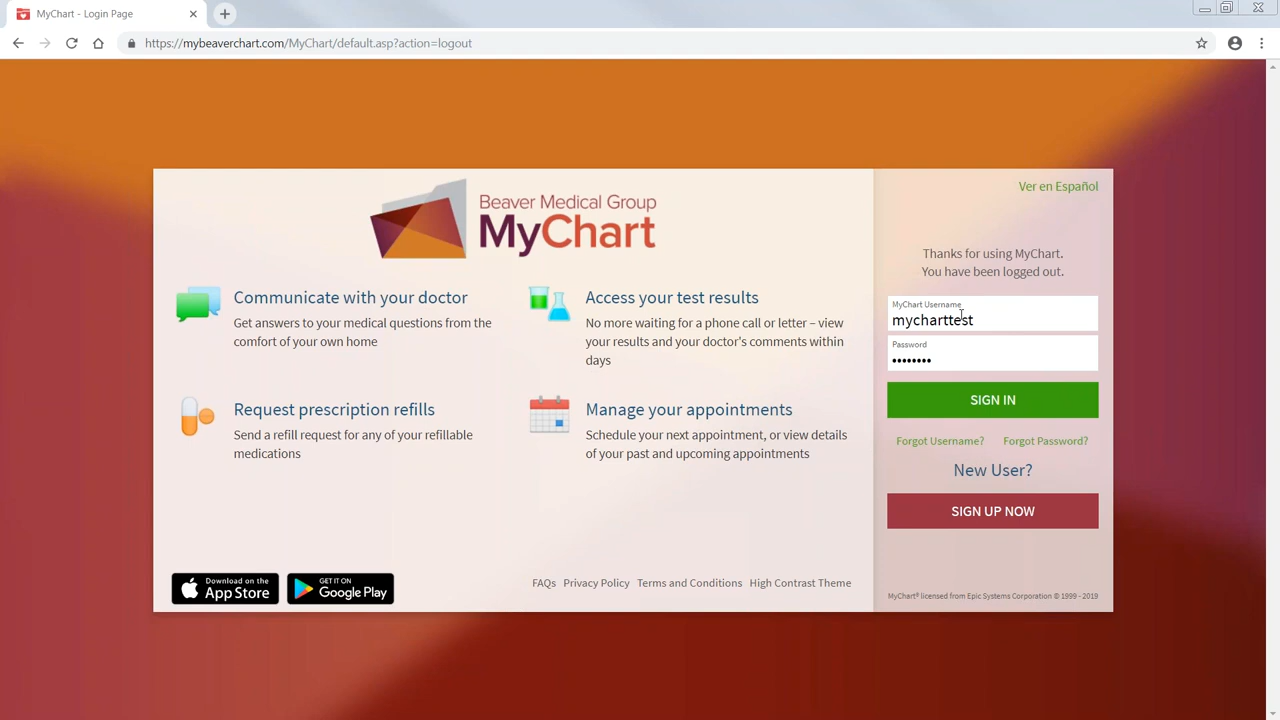 MyChart - Login Page
https://mybeaverchart.com/MyChart/default.asp?action=logout
Beaver Medical Group
MyChart
Communicate with your doctor
Get answers to your medical questions from the
comfort of your own home
Access your test results
No more waiting for a phone call or letter – view
your results and your doctor's comments within
days
Request prescription refills
Send a refill request for any of your refillable
medications
Manage your appointments
Schedule your next appointment, or view details
of your past and upcoming appointments
Download on the
App Store
GET IT ON
Google Play
FAQs Privacy Policy Terms and Conditions High Contrast Theme
Ver en Español
Thanks for using MyChart.
You have been logged out.
MyChart Username
mycharttest
Password
••••••••
SIGN IN
Forgot Username? Forgot Password?
New User?
SIGN UP NOW
MyChart® licensed from Epic Systems Corporation © 1999 - 2019